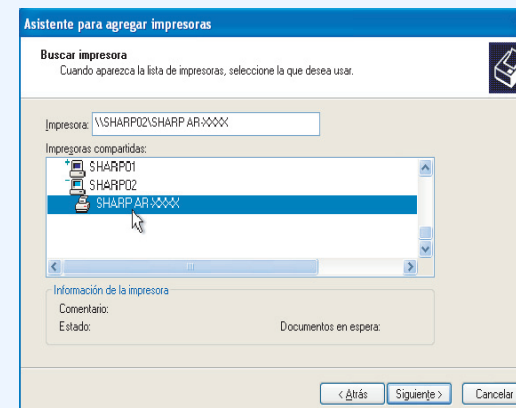 Asistente para agregar impresoras
Buscar impresora
Cuando aparezca la lista de impresoras, seleccione la que desea usar.
Impresora: \\SHARP02\SHARP AR-XXXX
Impresoras compartidas:
SHARP01
SHARP02
SHARP AR-XXXX
Información de la impresora
Comentario:
Estado: Documentos en espera:
< Atrás Siguiente > Cancelar